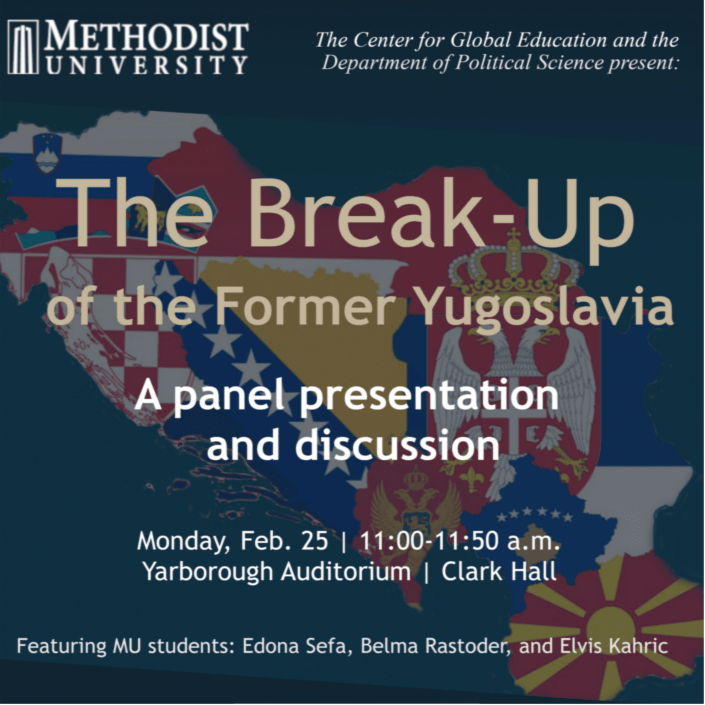 METHODIST
UNIVERSITY
The Center for Global Education and the
Department of Political Science present:
The Break-Up
of the Former Yugoslavia
A panel presentation
and discussion
Monday, Feb. 25 | 11:00-11:50 a.m.
Yarborough Auditorium | Clark Hall
Featuring MU students: Edona Sefa, Belma Rastoder, and Elvis Kahric